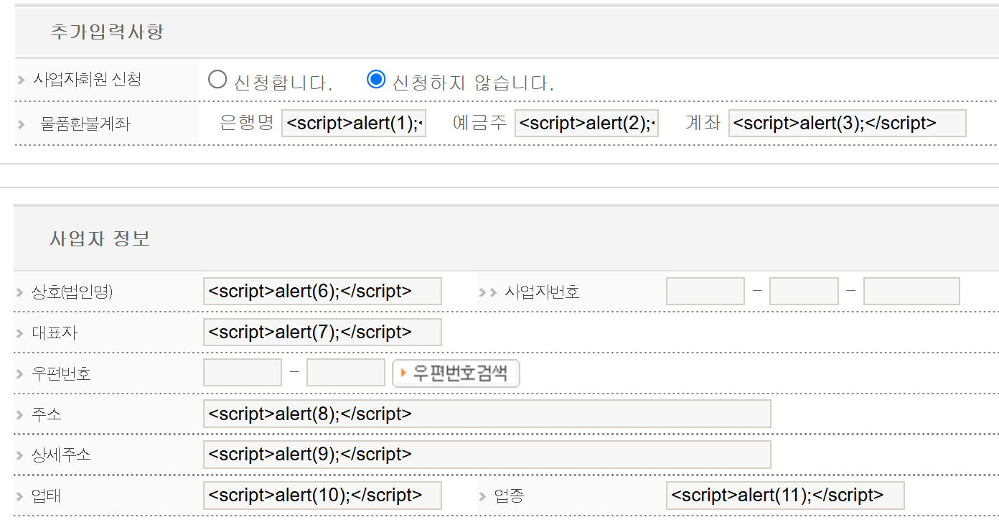 추가입력사항
사업자회원 신청 신청합니다. 신청하지 않습니다.
물품환불계좌 은행명 <script>alert(1);< 예금주 <script>alert(2);< 계좌 <script>alert(3);</script>
사업자 정보
상호(법인명) <script>alert(6);</script> 사업자번호 - -
대표자 <script>alert(7);</script>
우편번호 - 우편번호검색
주소 <script>alert(8);</script>
상세주소 <script>alert(9);</script>
업태 <script>alert(10);</script> 업종 <script>alert(11);</script>